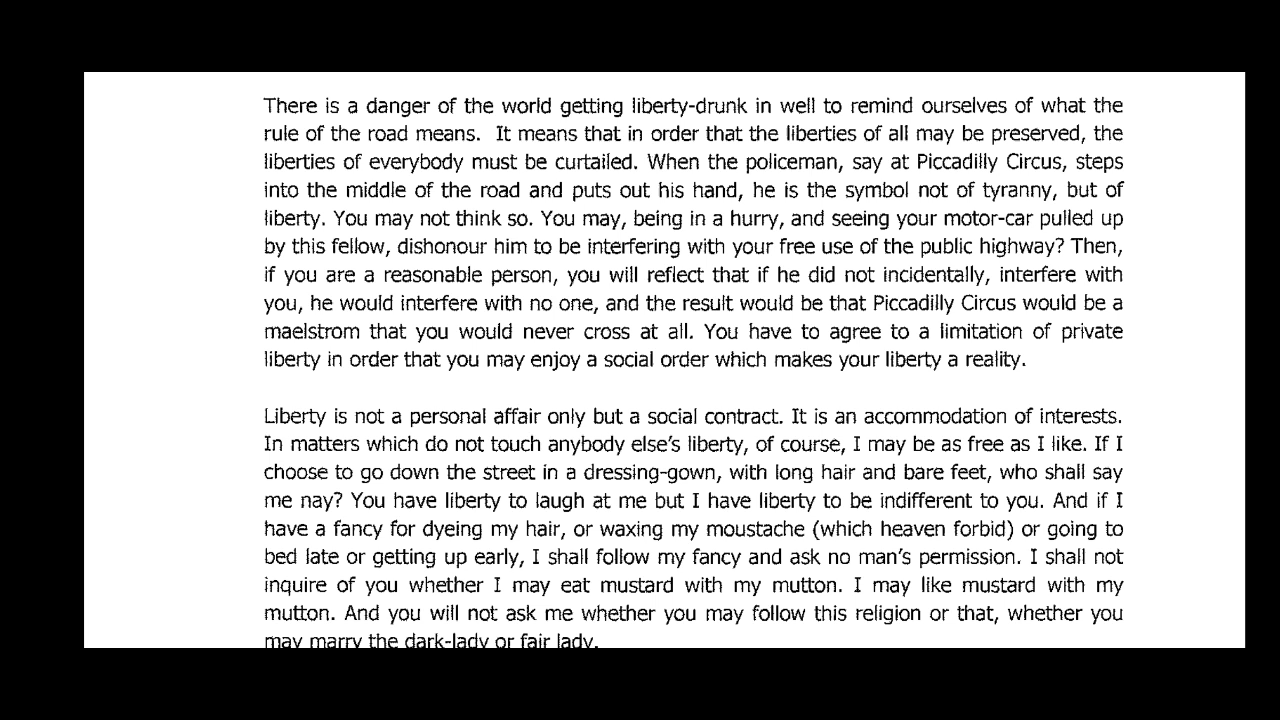 There is a danger of the world getting liberty-drunk in well to remind ourselves of what the
rule of the road means.  It means that in order that the liberties of all may be preserved, the
liberties of everybody must be curtailed. When the policeman, say at Piccadilly Circus, steps
into the middle of the road and puts out his hand, he is the symbol not of tyranny, but of
liberty. You may not think so. You may, being in a hurry, and seeing your motor-car pulled up
by this fellow, dishonour him to be interfering with your free use of the public highway? Then,
if you are a reasonable person, you will reflect that if he did not incidentally, interfere with
you, he would interfere with no one, and the result would be that Piccadilly Circus would be a
maelstrom that you would never cross at all. You have to agree to a limitation of private
liberty in order that you may enjoy a social order which makes your liberty a reality.

Liberty is not a personal affair only but a social contract. It is an accommodation of interests.
In matters which do not touch anybody else's liberty, of course, I may be as free as I like. If I
choose to go down the street in a dressing-gown, with long hair and bare feet, who shall say
me nay? You have liberty to laugh at me but I have liberty to be indifferent to you. And if I
have a fancy for dyeing my hair, or waxing my moustache (which heaven forbid) or going to
bed late or getting up early, I shall follow my fancy and ask no man's permission. I shall not
inquire of you whether I may eat mustard with my mutton. I may like mustard with my
mutton. And you will not ask me whether you may follow this religion or that, whether you
may marry the dark-lady or fair lady.